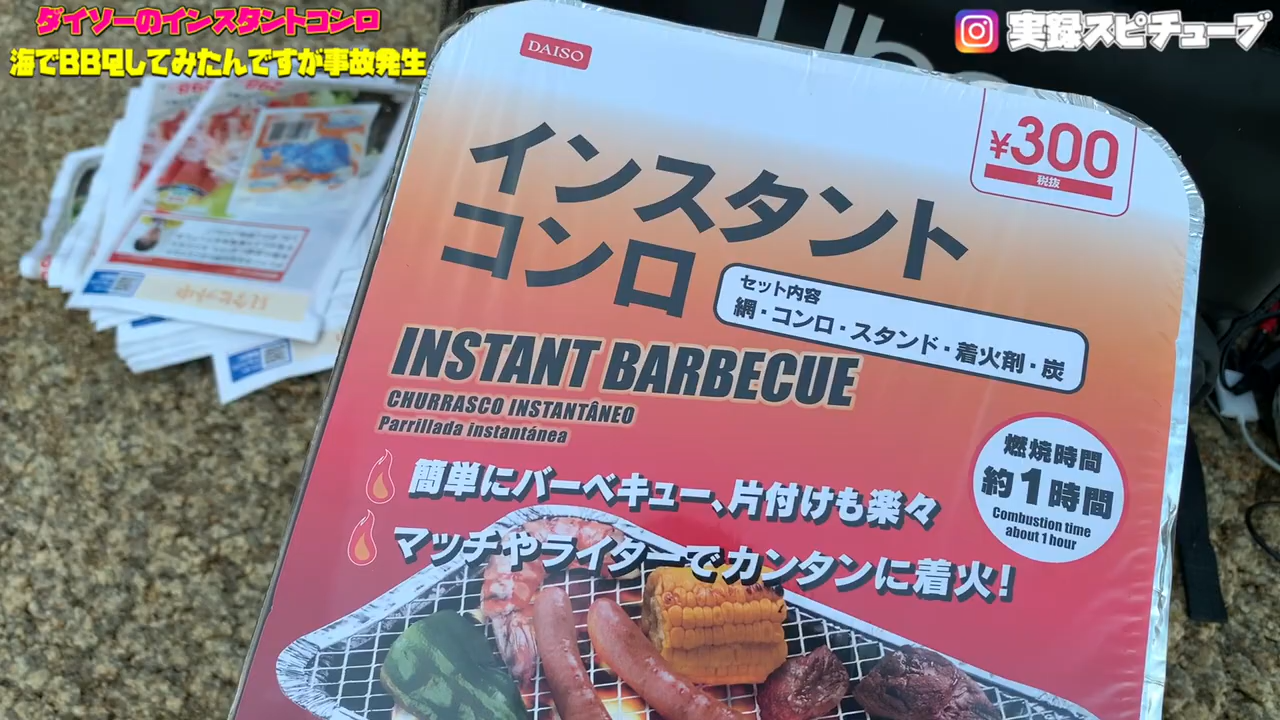 ダイソーのインスタントコンロ
海でBBQしてみたんですが事故発生
実録スピチューブ
DAISO
¥300
税抜
インスタント
コンロ
セット内容
網・コンロ・スタンド・着火剤・炭
INSTANT BARBECUE
CHURRASCO INSTANTÂNEO
Parrillada instantánea
燃焼時間
約1時間
Combustion time
about 1 hour
簡単にバーベキュー、片付けも楽々
マッチやライターでカンタンに着火!